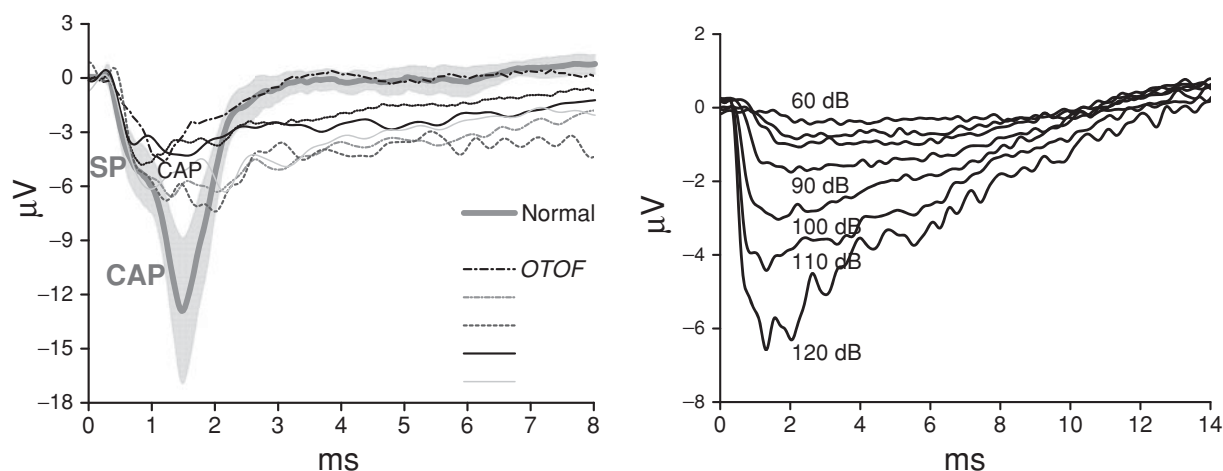 3
0
−3
−6
−9
−12
−15
−18
μV
SP
CAP
CAP
Normal
OTOF
0 1 2 3 4 5 6 7 8
ms
2
0
−2
−4
−6
−8
μV
60 dB
90 dB
100 dB
110 dB
120 dB
0 2 4 6 8 10 12 14
ms